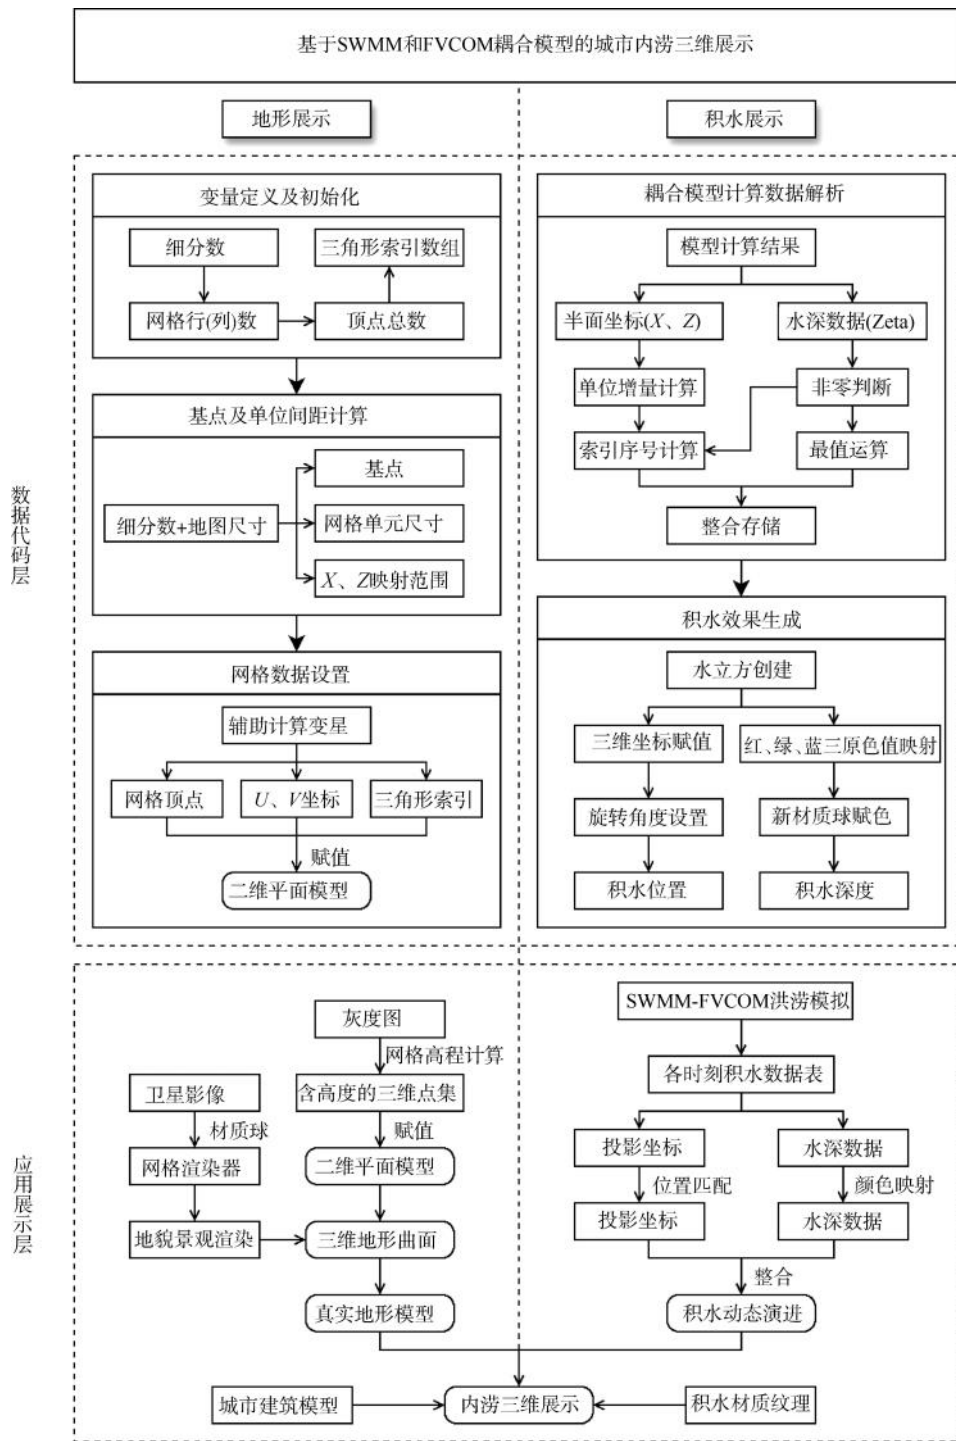 基于SWMM和FVCOM耦合模型的城市内涝三维展示
地形展示
积水展示
数据代码层
变量定义及初始化
细分数
三角形索引数组
网格行(列)数
顶点总数
基点及单位间距计算
基点
细分数+地图尺寸
网格单元尺寸
X、Z映射范围
网格数据设置
辅助计算变星
网格顶点
U、V坐标
三角形索引
赋值
二维平面模型
耦合模型计算数据解析
模型计算结果
半面坐标(X、Z)
水深数据(Zeta)
单位增量计算
非零判断
索引序号计算
最值运算
整合存储
积水效果生成
水立方创建
三维坐标赋值
红、绿、蓝三原色值映射
旋转角度设置
新材质球赋色
积水位置
积水深度
应用展示层
灰度图
网格高程计算
卫星影像
含高度的三维点集
材质球
赋值
网格渲染器
二维平面模型
地貌景观渲染
三维地形曲面
真实地形模型
SWMM-FVCOM洪涝模拟
各时刻积水数据表
投影坐标
水深数据
位置匹配
颜色映射
投影坐标
水深数据
整合
积水动态演进
城市建筑模型
内涝三维展示
积水材质纹理